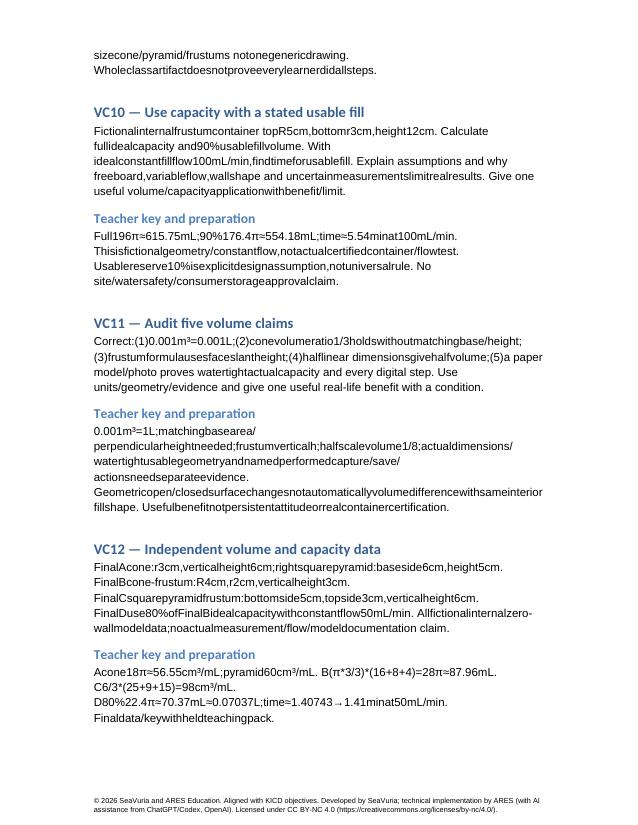 sizecone/pyramid/frustums notonegenericdrawing.
Wholeclassartifactdoesnotproveeverylearnerdidallsteps.
VC10 — Use capacity with a stated usable fill
Fictionalinternalfrustumcontainer topR5cm,bottomr3cm,height12cm. Calculate
fullidealcapacity and90%usablefillvolume. With
idealconstantfillflow100mL/min,findtimeforusablefill. Explain assumptions and why
freeboard,variableflow,wallshape and uncertainmeasurementslimitrealresults. Give one
useful volume/capacityapplicationwithbenefit/limit.
Teacher key and preparation
Full196π≈615.75mL;90%176.4π≈554.18mL;time≈5.54minat100mL/min.
Thisisfictionalgeometry/constantflow,notactualcertifiedcontainer/flowtest.
Usablereserve10%isexplicitdesignassumption,notuniversalrule. No
site/watersafety/consumerstorageapprovalclaim.
VC11 — Audit five volume claims
Correct:(1)0.001m³=0.001L;(2)conevolumeratio1/3holdswithoutmatchingbase/height;
(3)frustumformulausesfaceslantheight;(4)halflinear dimensionsgivehalfvolume;(5)a paper
model/photo proves watertightactualcapacity and every digital step. Use
units/geometry/evidence and give one useful real-life benefit with a condition.
Teacher key and preparation
0.001m³=1L;matchingbasearea/
perpendicularheightneeded;frustumverticalh;halfscalevolume1/8;actualdimensions/
watertightusablegeometryandnamedperformedcapture/save/
actionsneedseparateevidence.
Geometricopen/closedsurfacechangesnotautomaticallyvolumedifferencewithsameinterior
fillshape. Usefulbenefitnotpersistentattitudeorrealcontainercertification.
VC12 — Independent volume and capacity data
FinalAcone:r3cm,verticalheight6cm;rightsquarepyramid:baseside6cm,height5cm.
FinalBcone-frustum:R4cm,r2cm,verticalheight3cm.
FinalCsquarepyramidfrustum:bottomside5cm,topside3cm,verticalheight6cm.
FinalDuse80%ofFinalBidealcapacitywithconstantflow50mL/min. Allfictionalinternalzero-
wallmodeldata;noactualmeasurement/flow/modeldocumentation claim.
Teacher key and preparation
Acone18π≈56.55cm³/mL;pyramid60cm³/mL. B(π*3/3)*(16+8+4)=28π≈87.96mL.
C6/3*(25+9+15)=98cm³/mL.
D80%22.4π≈70.37mL≈0.07037L;time≈1.40743→1.41minat50mL/min.
Finaldata/keywithheldteachingpack.
© 2026 SeaVuria and ARES Education. Aligned with KICD objectives. Developed by SeaVuria; technical implementation by ARES (with AI
assistance from ChatGPT/Codex, OpenAI). Licensed under CC BY-NC 4.0 (https://creativecommons.org/licenses/by-nc/4.0/).